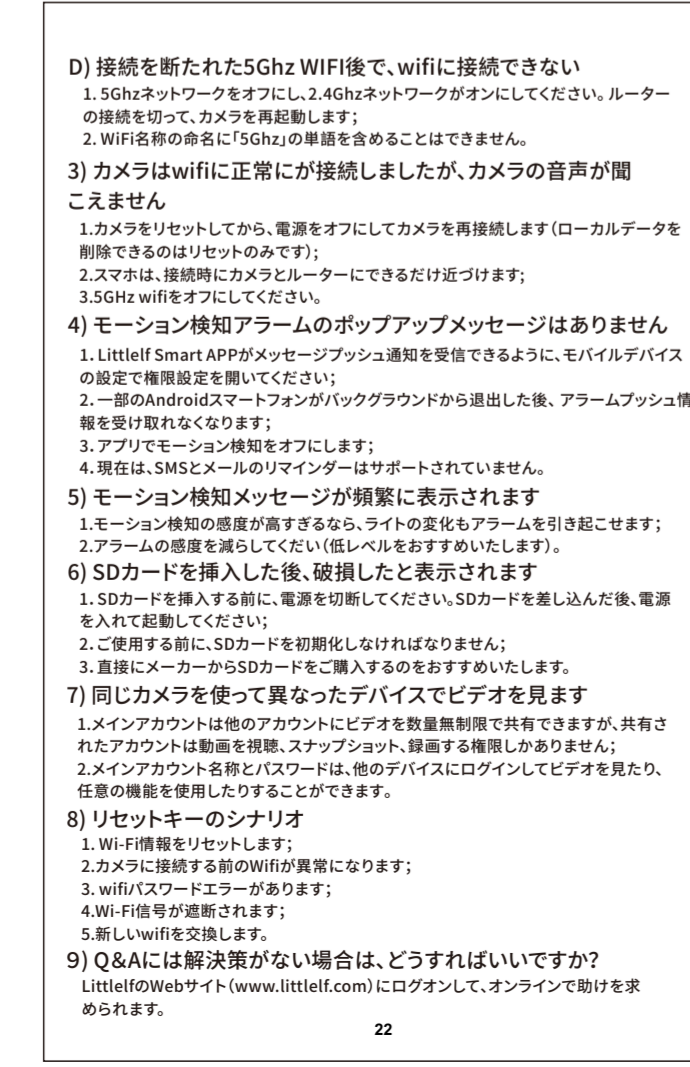 D) 接続を断たれた5Ghz WIFI後で、wifiに接続できない
1. 5Ghzネットワークをオフにし、2.4Ghzネットワークがオンにしてください。ルーター
の接続を切って、カメラを再起動します；
2. WiFi名称の命名に「5Ghz」の単語を含めることはできません。
3) カメラはwifiに正常にが接続しましたが、カメラの音声が聞
こえません
1.カメラをリセットしてから、電源をオフにしてカメラを再接続します（ローカルデータを
削除できるのはリセットのみです）；
2.スマホは、接続時にカメラとルーターにできるだけ近づけます；
3.5GHz wifiをオフにしてください。
4) モーション検知アラームのポップアップメッセージはありません
1. Littlelf Smart APPがメッセージプッシュ通知を受信できるように、モバイルデバイス
の設定で権限設定を開いてください；
2. 一部のAndroidスマートフォンがバックグラウンドから退出した後、アラームプッシュ情
報を受け取れなくなります；
3. アプリでモーション検知をオフにします；
4. 現在は、SMSとメールのリマインダーはサポートされていません。
5) モーション検知メッセージが頻繁に表示されます
1.モーション検知の感度が高すぎるなら、ライトの変化もアラームを引き起こせます；
2.アラームの感度を減らしてくだい（低レベルをおすすめいたします）。
6) SDカードを挿入した後、破損したと表示されます
1. SDカードを挿入する前に、電源を切断してください。SDカードを差し込んだ後、電源
を入れて起動してください；
2. ご使用する前に、SDカードを初期化しなければなりません；
3. 直接にメーカーからSDカードをご購入するのをおすすめいたします。
7) 同じカメラを使って異なったデバイスでビデオを見ます
1.メインアカウントは他のアカウントにビデオを数量無制限で共有できますが、共有さ
れたアカウントは動画を視聴、スナップショット、録画する権限しかありません；
2.メインアカウント名称とパスワードは、他のデバイスにログインしてビデオを見たり、
任意の機能を使用したりすることができます。
8) リセットキーのシナリオ
1. Wi-Fi情報をリセットします；
2.カメラに接続する前のWifiが異常になります；
3. wifiパスワードエラーがあります；
4.Wi-Fi信号が遮断されます；
5.新しいwifiを交換します。
9) Q&Aには解決策がない場合は、どうすればいいですか？
LittlelfのWebサイト（www.littlelf.com）にログオンして、オンラインで助けを求
められます。
22